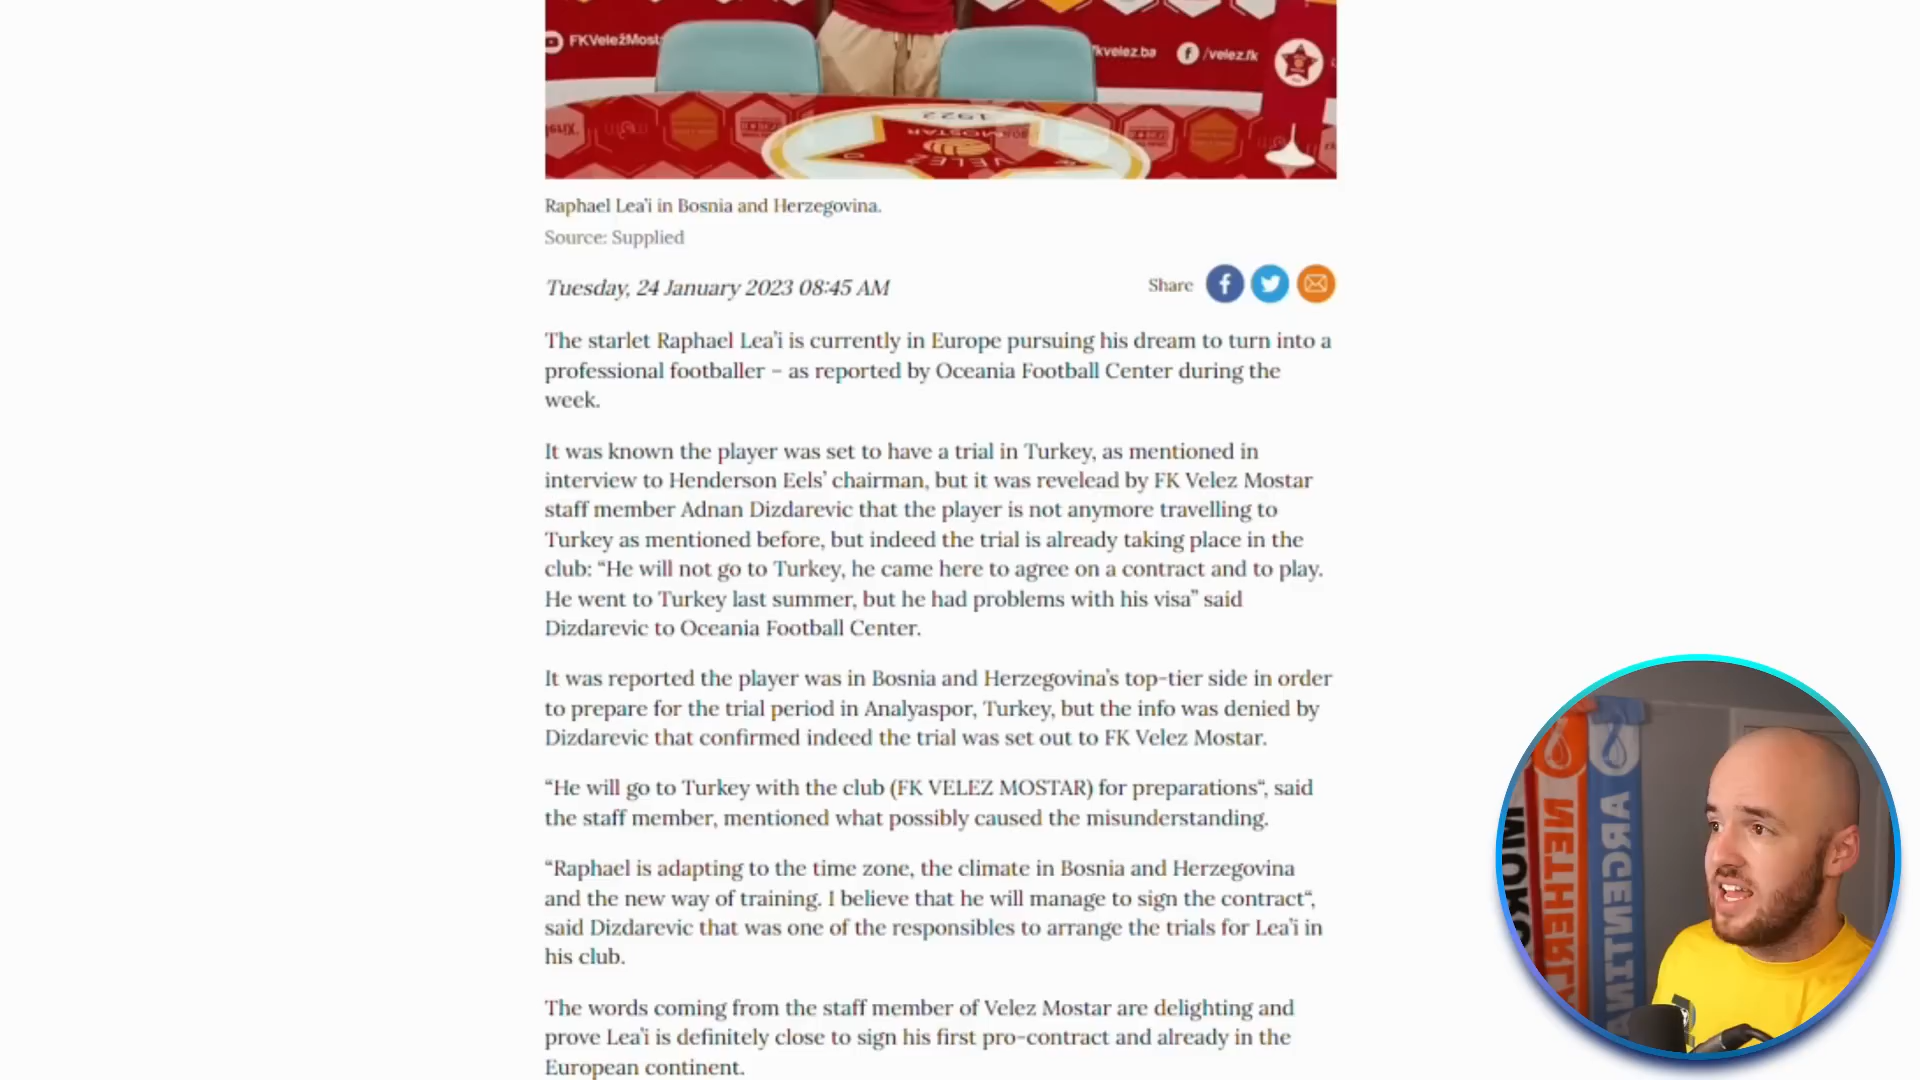 FKVeležMost
kvelez.ba
/velez.fk
1922
MOSTAR
VELEZ
Raphael Lea'i in Bosnia and Herzegovina.
Source: Supplied
Tuesday, 24 January 2023 08:45 AM
Share
The starlet Raphael Lea'i is currently in Europe pursuing his dream to turn into a
professional footballer – as reported by Oceania Football Center during the
week.
It was known the player was set to have a trial in Turkey, as mentioned in
interview to Henderson Eels' chairman, but it was revelead by FK Velez Mostar
staff member Adnan Dizdarevic that the player is not anymore travelling to
Turkey as mentioned before, but indeed the trial is already taking place in the
club: “He will not go to Turkey, he came here to agree on a contract and to play.
He went to Turkey last summer, but he had problems with his visa” said
Dizdarevic to Oceania Football Center.
It was reported the player was in Bosnia and Herzegovina's top-tier side in order
to prepare for the trial period in Analyaspor, Turkey, but the info was denied by
Dizdarevic that confirmed indeed the trial was set out to FK Velez Mostar.
“He will go to Turkey with the club (FK VELEZ MOSTAR) for preparations“, said
the staff member, mentioned what possibly caused the misunderstanding.
“Raphael is adapting to the time zone, the climate in Bosnia and Herzegovina
and the new way of training. I believe that he will manage to sign the contract“,
said Dizdarevic that was one of the responsibles to arrange the trials for Lea'i in
his club.
The words coming from the staff member of Velez Mostar are delighting and
prove Lea'i is definitely close to sign his first pro-contract and already in the
European continent.
NETHERLA
ARGENTINA